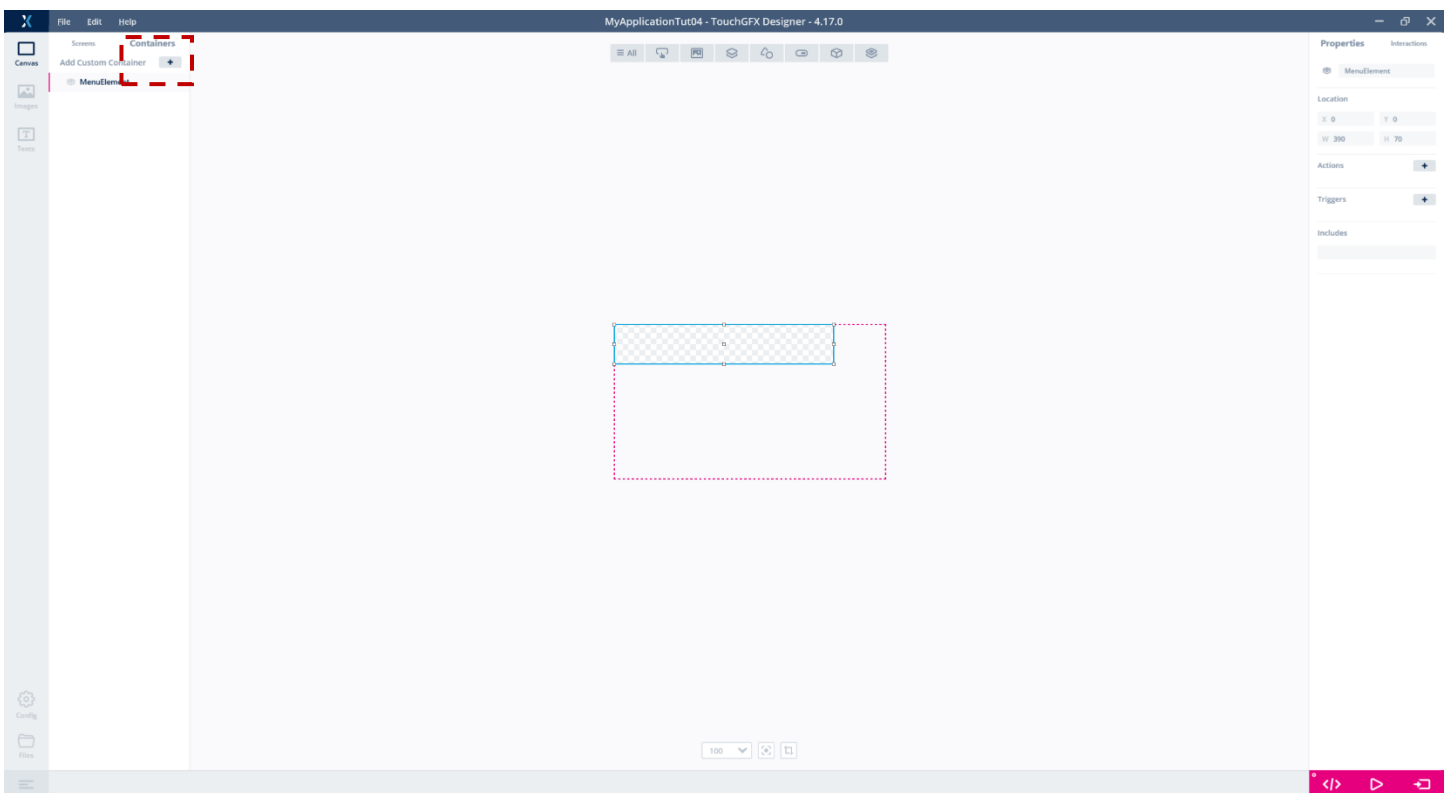 File Edit Help
MyApplicationTut04 - TouchGFX Designer - 4.17.0
Canvas
Images
Texts
Config
Files
Screens Containers
Add Custom Container +
MenuElement
All
100
Properties Interactions
MenuElement
Location
X 0 Y 0
W 390 H 70
Actions +
Triggers +
Includes